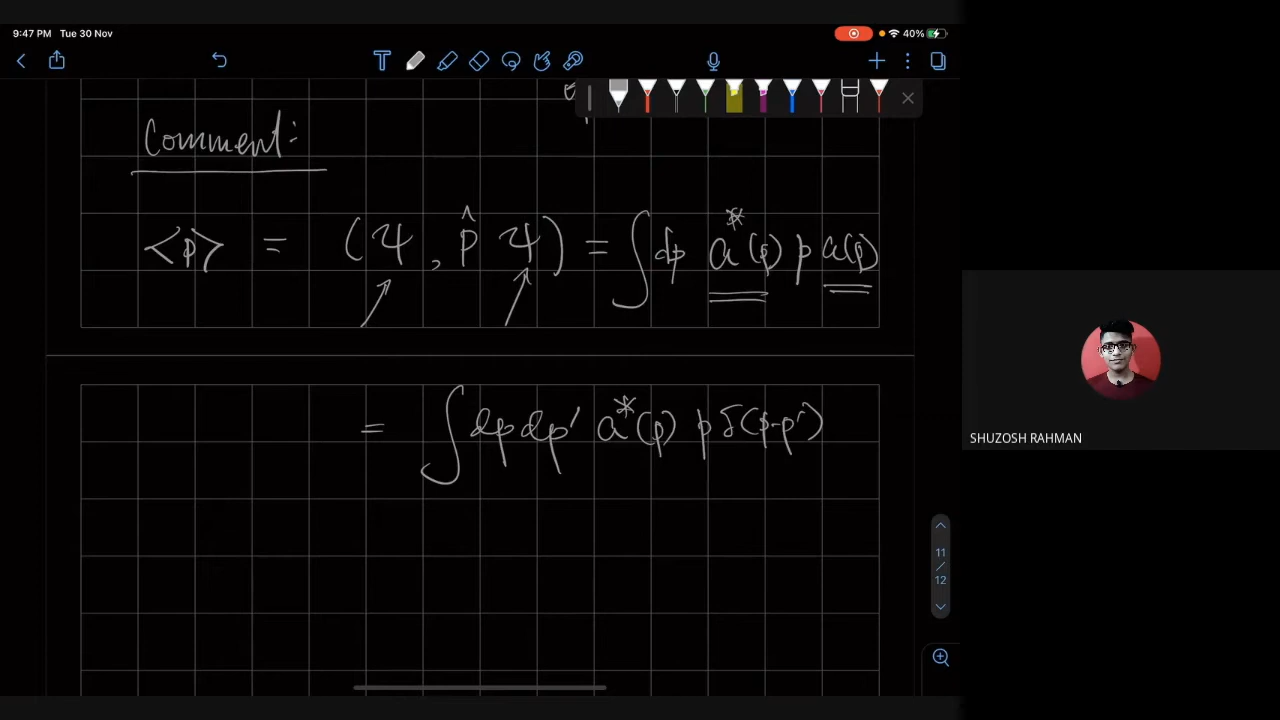 9:47 PM Tue 30 Nov 40%
Comment:
<p> = (Ψ, p̂ Ψ) = ∫dp a*(p) p a(p)
= ∫dp dp' a*(p) p δ(p-p')
SHUZOSH RAHMAN
11
/
12